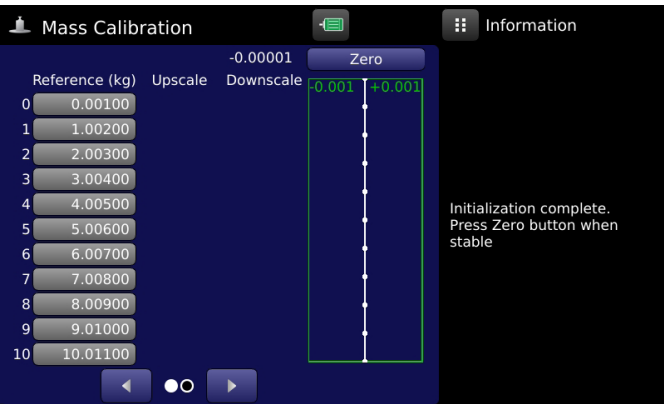 Mass Calibration
Information
-0.00001 Zero
Reference (kg) Upscale Downscale
-0.001 +0.001
0 0.00100
1 1.00200
2 2.00300
3 3.00400
4 4.00500
5 5.00600
6 6.00700
7 7.00800
8 8.00900
9 9.01000
10 10.01100
Initialization complete.
Press Zero button when
stable